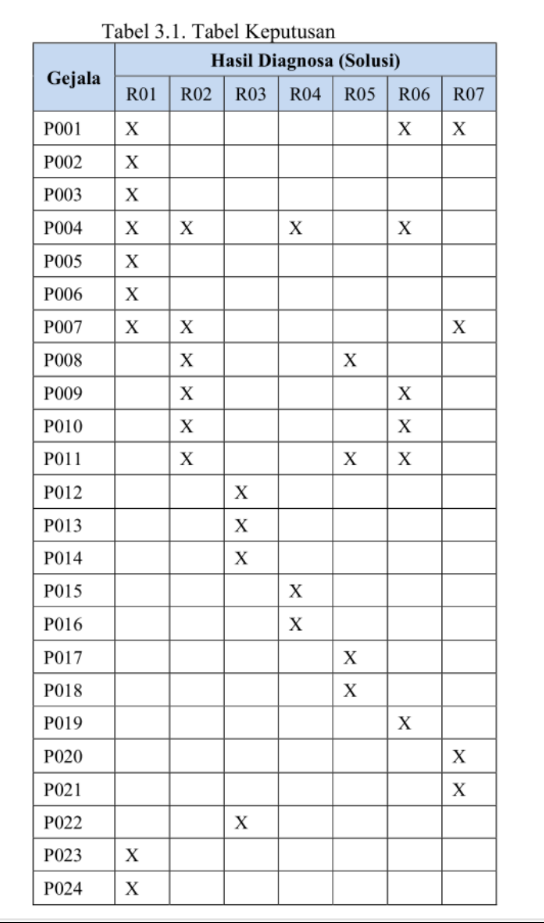 Tabel 3.1. Tabel Keputusan
Gejala Hasil Diagnosa (Solusi)
R01 R02 R03 R04 R05 R06 R07
P001 X X X
P002 X
P003 X
P004 X X X X
P005 X
P006 X
P007 X X X
P008 X X
P009 X X
P010 X X
P011 X X X
P012 X
P013 X
P014 X
P015 X
P016 X
P017 X
P018 X
P019 X
P020 X
P021 X
P022 X
P023 X
P024 X